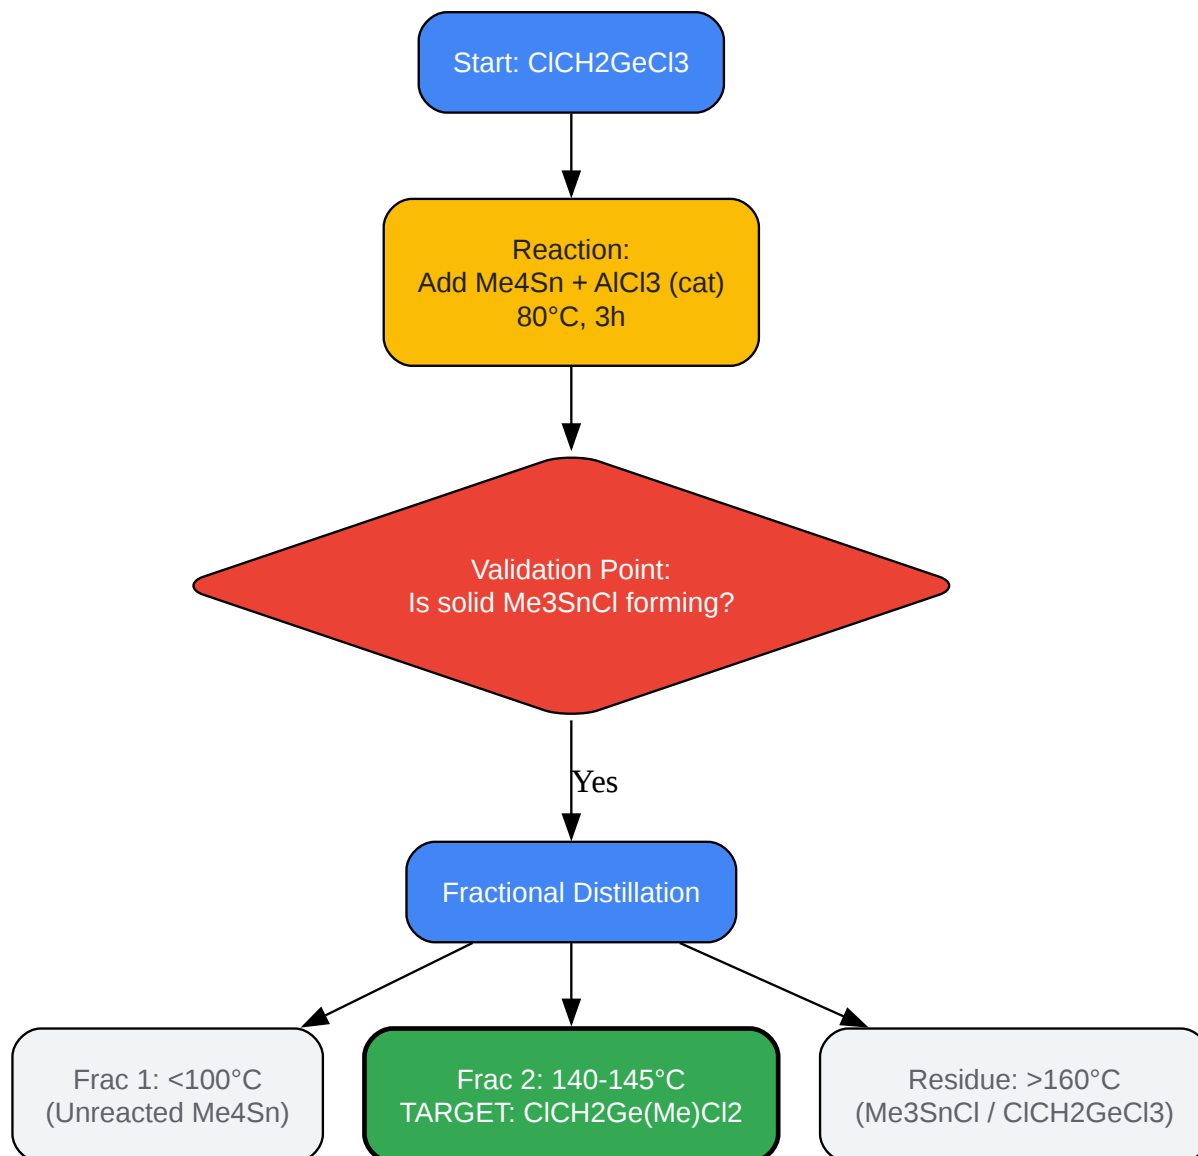 Start: ClCH2GeCl3
Reaction:
Add Me4Sn + AlCl3 (cat)
80°C, 3h
Validation Point:
Is solid Me3SnCl forming?
Yes
Fractional Distillation
Frac 1: <100°C
(Unreacted Me4Sn)
Frac 2: 140-145°C
TARGET: ClCH2Ge(Me)Cl2
Residue: >160°C
(Me3SnCl / ClCH2GeCl3)